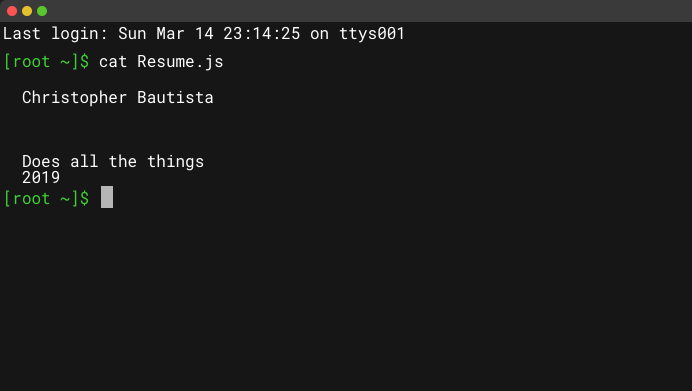 Last login: Sun Mar 14 23:14:25 on ttys001
[root ~]$ cat Resume.js
Christopher Bautista
Does all the things
2019
[root ~]$